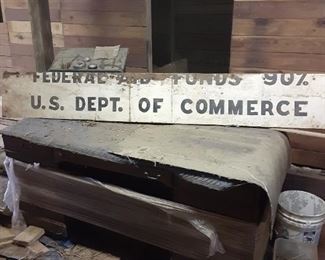 FEDERAL-AID FUNDS 90%
U.S. DEPT. OF COMMERCE